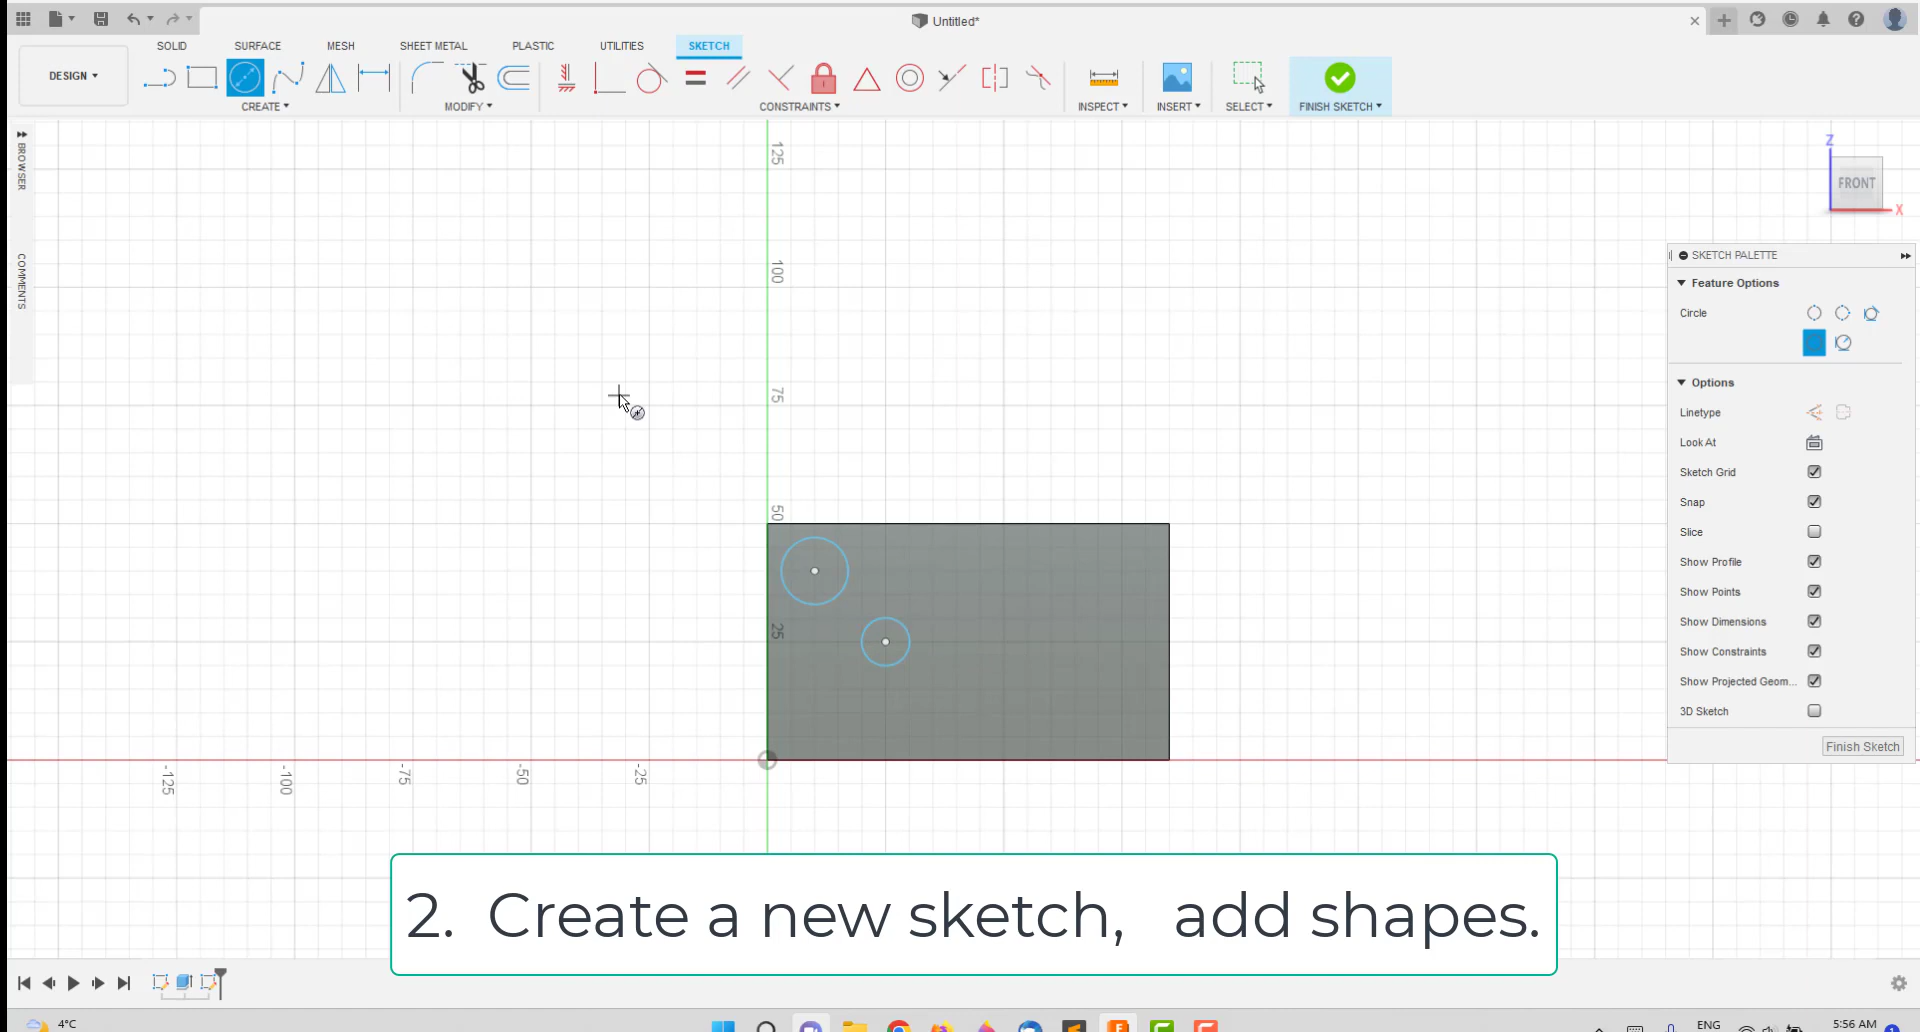 Untitled*
SOLID SURFACE MESH SHEET METAL PLASTIC UTILITIES SKETCH
DESIGN
CREATE MODIFY CONSTRAINTS INSPECT INSERT SELECT FINISH SKETCH
BROWSER
COMMENTS
125
100
75
50
25
-125
-100
-75
-50
-25
Z
FRONT
X
SKETCH PALETTE
Feature Options
Circle
Options
Linetype
Look At
Sketch Grid
Snap
Slice
Show Profile
Show Points
Show Dimensions
Show Constraints
Show Projected Geom...
3D Sketch
Finish Sketch
2. Create a new sketch, add shapes.
4°C
ENG
5:56 AM
1